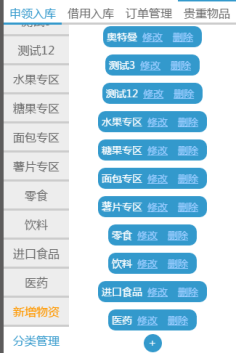 申领入库 借用入库 订单管理 贵重物品
测试12
水果专区
糖果专区
面包专区
薯片专区
零食
饮料
进口食品
医药
新增物资
分类管理
奥特曼 修改 删除
测试3 修改 删除
测试12 修改 删除
水果专区 修改 删除
糖果专区 修改 删除
面包专区 修改 删除
薯片专区 修改 删除
零食 修改 删除
饮料 修改 删除
进口食品 修改 删除
医药 修改 删除
+